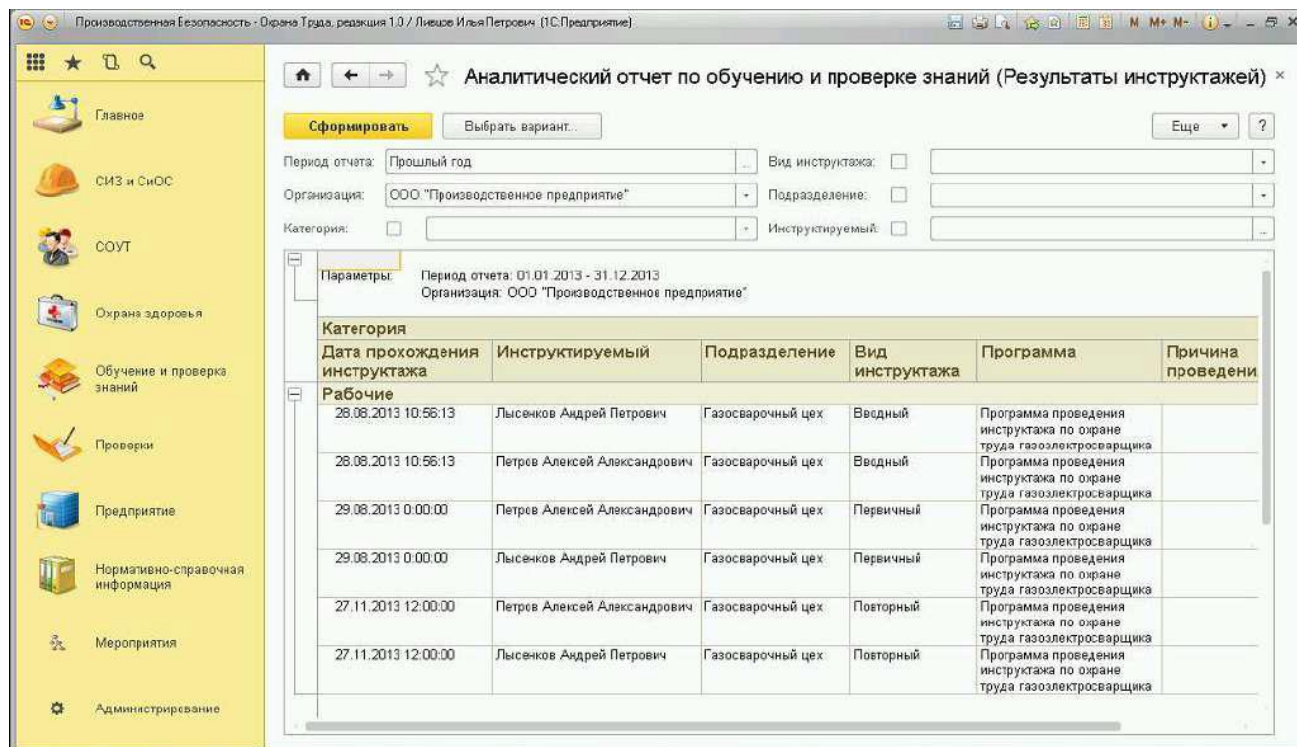 Производственная Безопасность - Охрана Труда, редакция 1.0 / Ливцов Илья Петрович (1С:Предприятие)
M M+ M-
Главное
СИЗ и СиОС
СОУТ
Охрана здоровья
Обучение и проверка
знаний
Проверки
Предприятие
Нормативно-справочная
информация
Мероприятия
Администрирование
Аналитический отчет по обучению и проверке знаний (Результаты инструктажей)
Сформировать
Выбрать вариант...
Еще
?
Период отчета: Прошлый год
Вид инструктажа:
Организация: ООО "Производственное предприятие"
Подразделение:
Категория:
Инструктируемый:
Параметры: Период отчета: 01.01.2013 - 31.12.2013
Организация: ООО "Производственное предприятие"
Категория
Дата прохождения
инструктажа
Инструктируемый
Подразделение
Вид
инструктажа
Программа
Причина
проведени
Рабочие
28.08.2013 10:56:13 Лысенков Андрей Петрович Газосварочный цех Вводный Программа проведения
инструктажа по охране
труда газоэлектросварщика
28.08.2013 10:56:13 Петров Алексей Александрович Газосварочный цех Вводный Программа проведения
инструктажа по охране
труда газоэлектросварщика
29.08.2013 0:00:00 Петров Алексей Александрович Газосварочный цех Первичный Программа проведения
инструктажа по охране
труда газоэлектросварщика
29.08.2013 0:00:00 Лысенков Андрей Петрович Газосварочный цех Первичный Программа проведения
инструктажа по охране
труда газоэлектросварщика
27.11.2013 12:00:00 Петров Алексей Александрович Газосварочный цех Повторный Программа проведения
инструктажа по охране
труда газоэлектросварщика
27.11.2013 12:00:00 Лысенков Андрей Петрович Газосварочный цех Повторный Программа проведения
инструктажа по охране
труда газоэлектросварщика